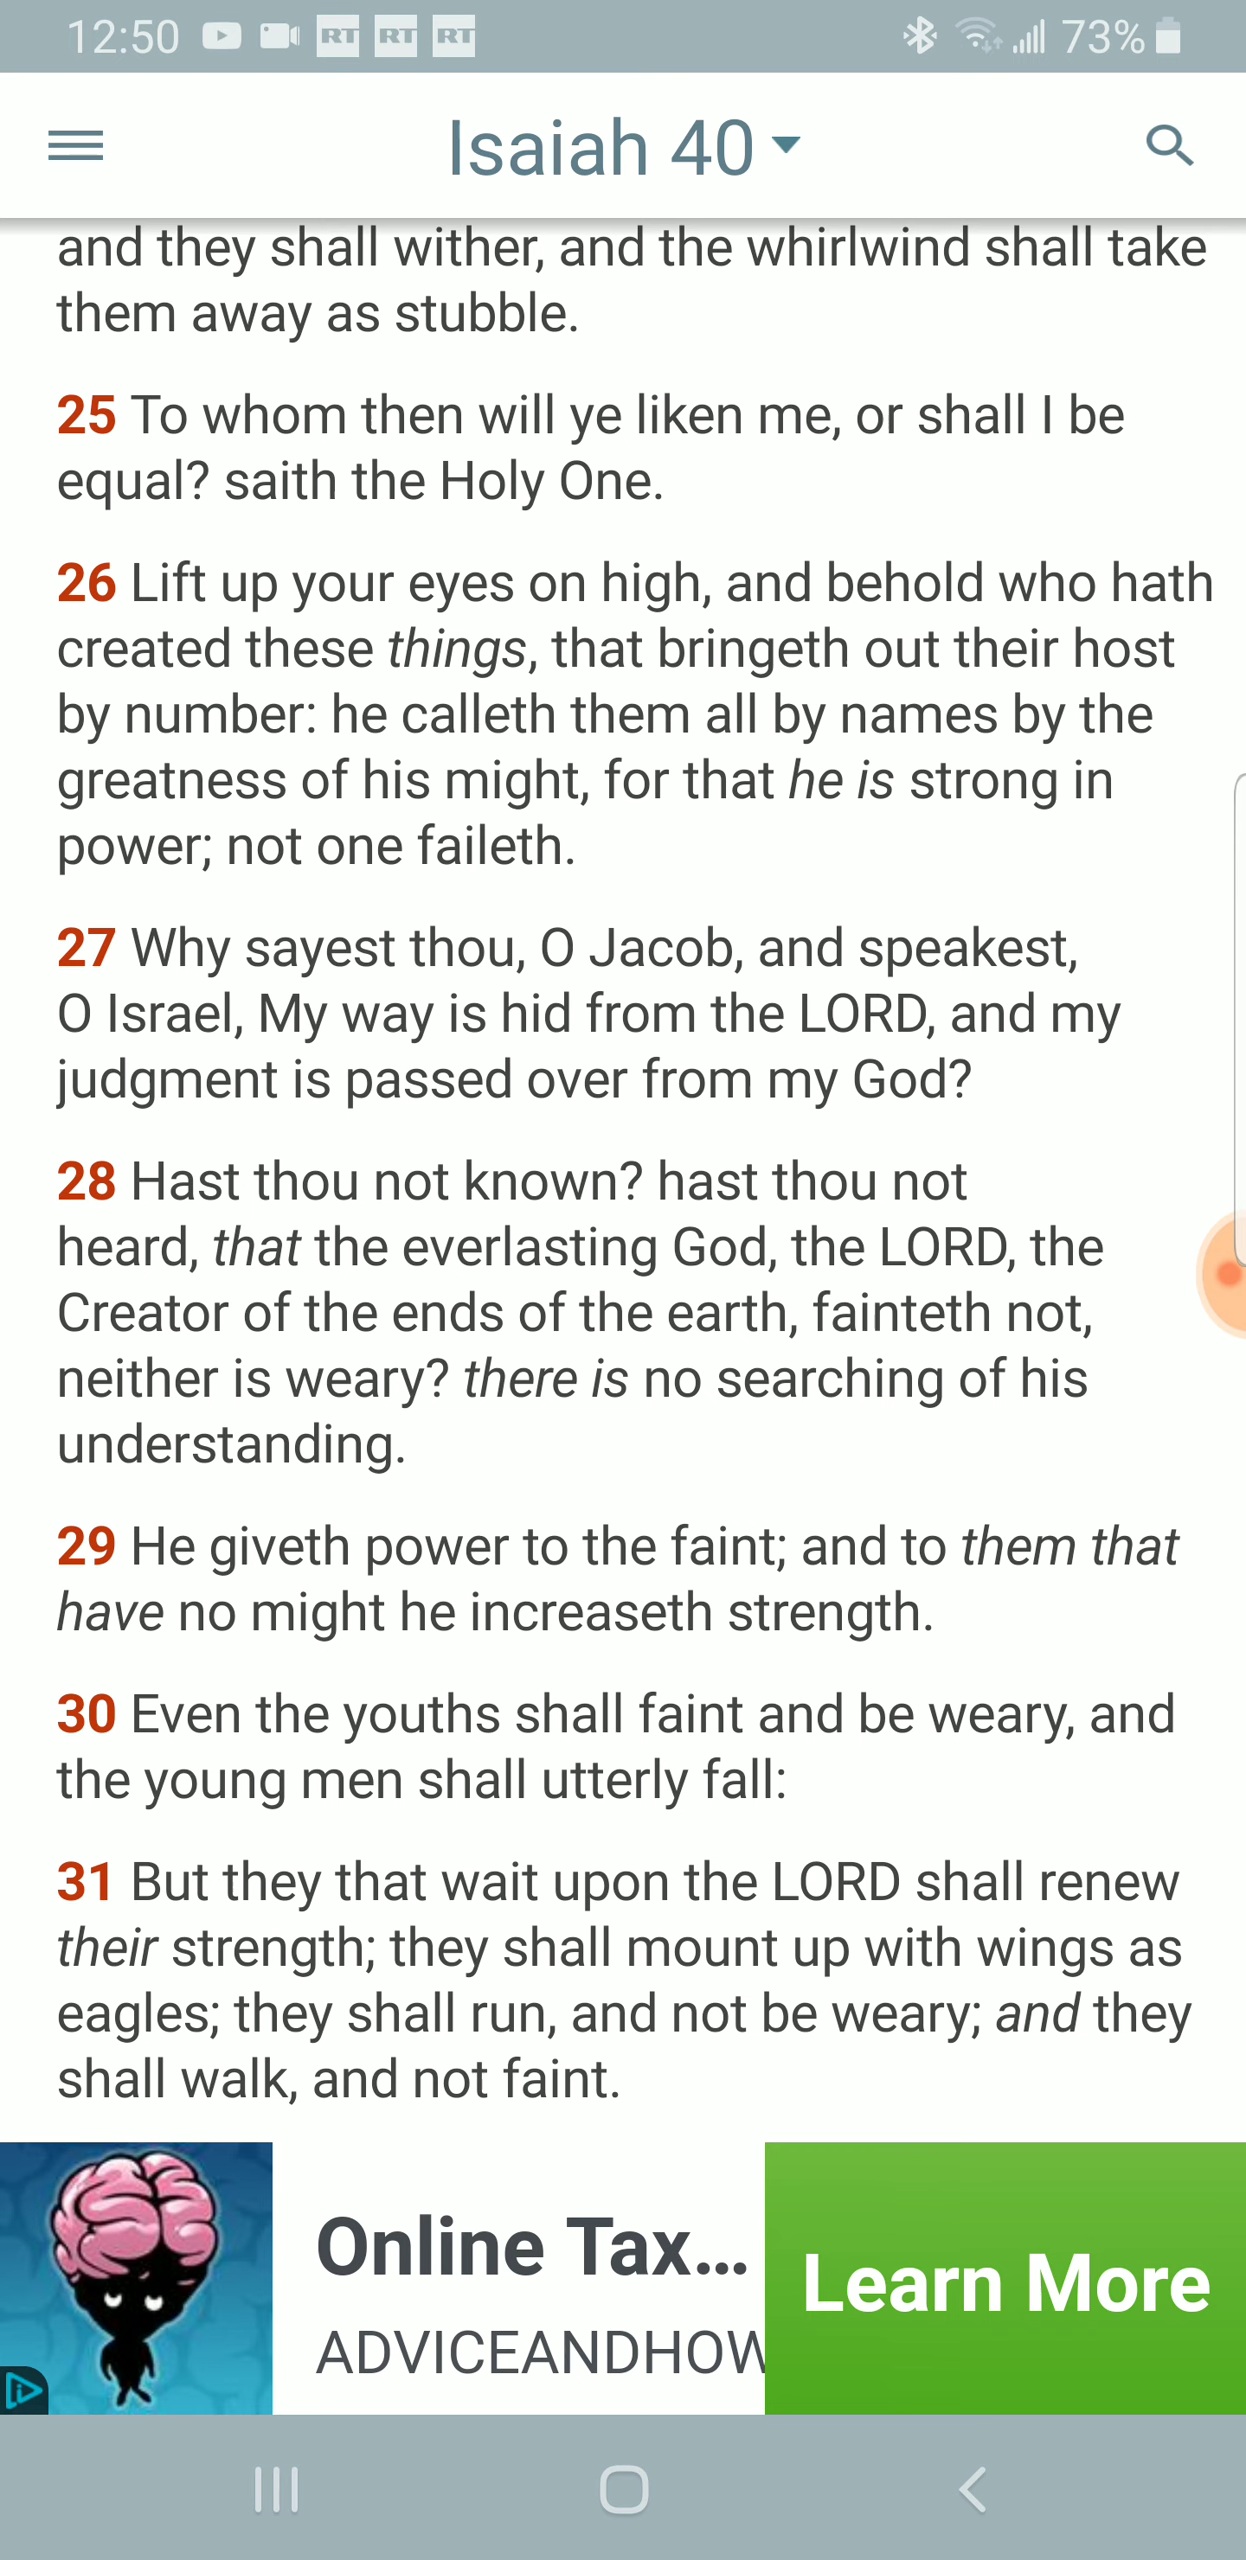 12:50 RT RT RT 73%
Isaiah 40
and they shall wither, and the whirlwind shall take
them away as stubble.
25 To whom then will ye liken me, or shall I be
equal? saith the Holy One.
26 Lift up your eyes on high, and behold who hath
created these things, that bringeth out their host
by number: he calleth them all by names by the
greatness of his might, for that he is strong in
power; not one faileth.
27 Why sayest thou, O Jacob, and speakest,
O Israel, My way is hid from the LORD, and my
judgment is passed over from my God?
28 Hast thou not known? hast thou not
heard, that the everlasting God, the LORD, the
Creator of the ends of the earth, fainteth not,
neither is weary? there is no searching of his
understanding.
29 He giveth power to the faint; and to them that
have no might he increaseth strength.
30 Even the youths shall faint and be weary, and
the young men shall utterly fall:
31 But they that wait upon the LORD shall renew
their strength; they shall mount up with wings as
eagles; they shall run, and not be weary; and they
shall walk, and not faint.
Online Tax...
ADVICEANDHOW
Learn More